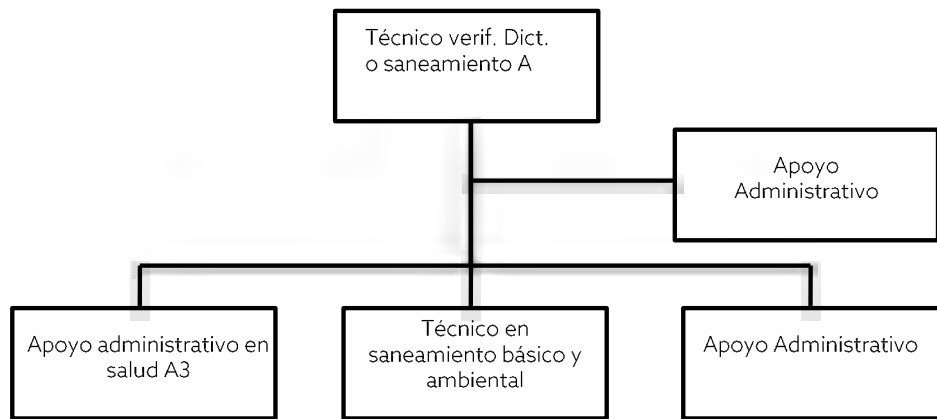 Técnico verif. Dict.
o saneamiento A
Apoyo
Administrativo
Apoyo administrativo en
salud A3
Técnico en
saneamiento básico y
ambiental
Apoyo Administrativo